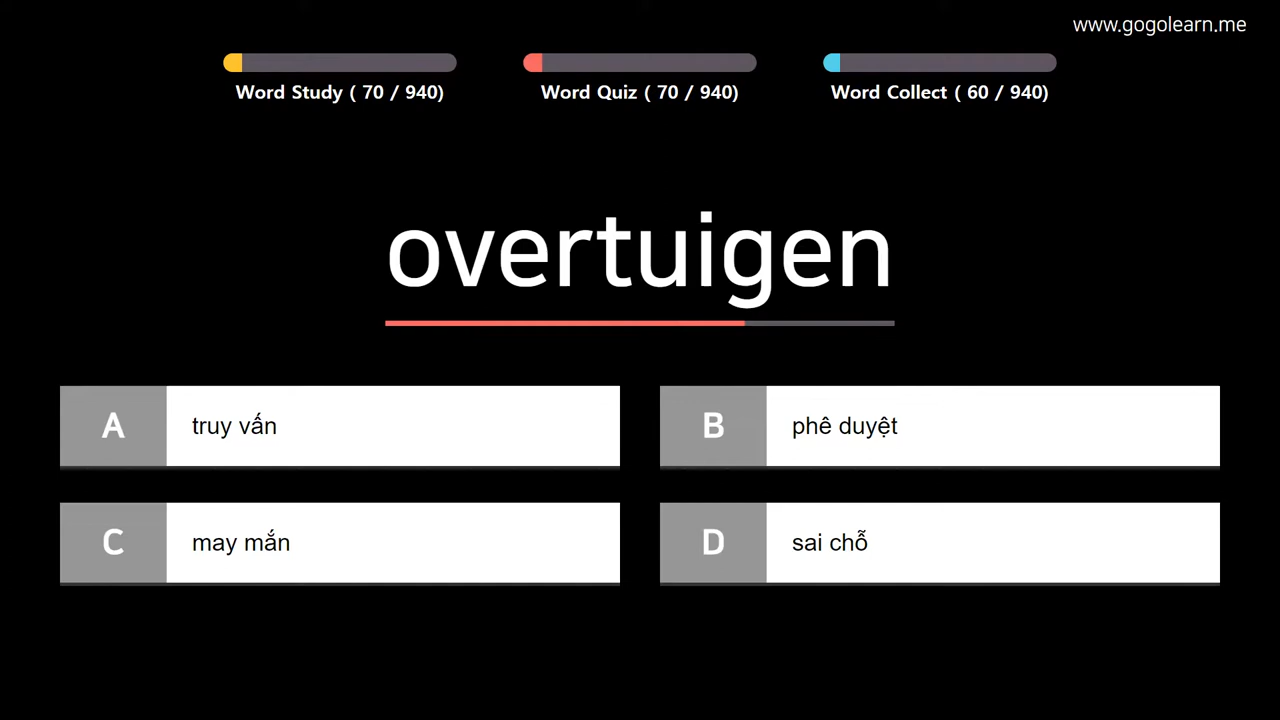 www.gogolearn.me
Word Study ( 70 / 940)
Word Quiz ( 70 / 940)
Word Collect ( 60 / 940)
overtuigen
A truy vấn
B phê duyệt
C may mắn
D sai chỗ